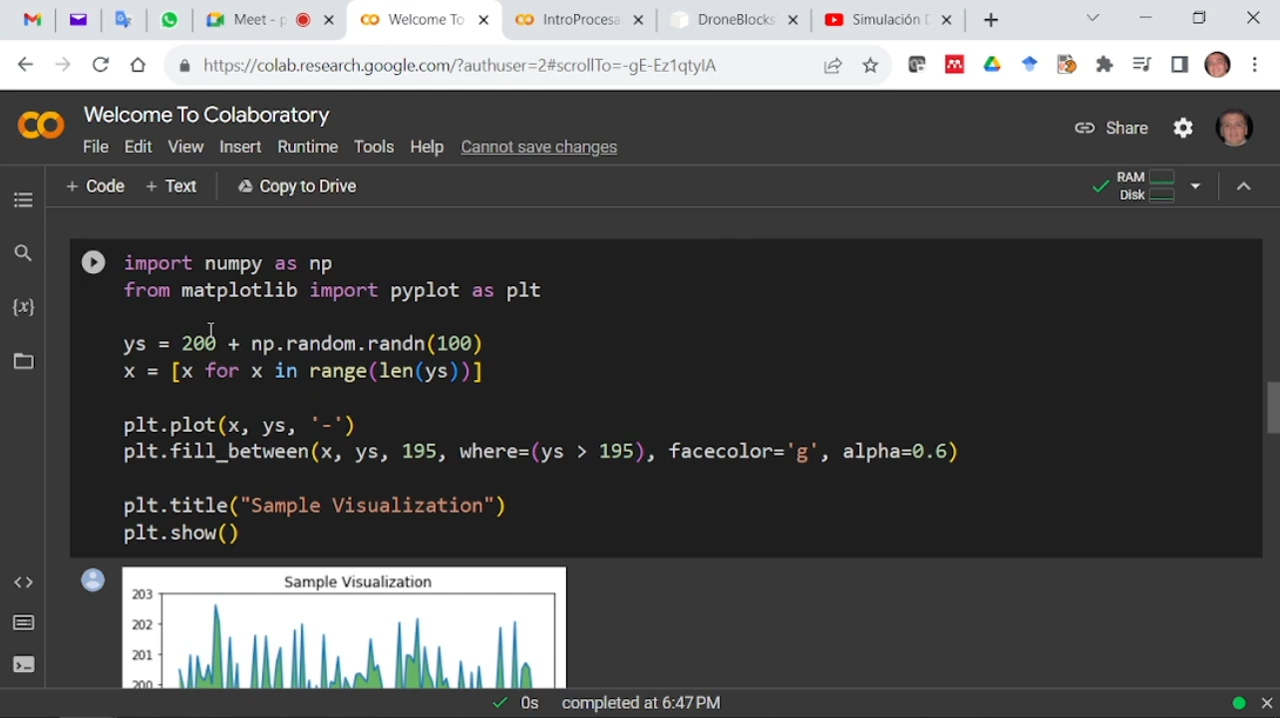 Meet - p
Welcome To
IntroProcesa
DroneBlocks
Simulación D
https://colab.research.google.com/?authuser=2#scrollTo=-gE-Ez1qtyIA
CO
Welcome To Colaboratory
File Edit View Insert Runtime Tools Help Cannot save changes
Share
+ Code + Text Copy to Drive
RAM
Disk
{x}
import numpy as np
from matplotlib import pyplot as plt
ys = 200 + np.random.randn(100)
x = [x for x in range(len(ys))]
plt.plot(x, ys, '-')
plt.fill_between(x, ys, 195, where=(ys > 195), facecolor='g', alpha=0.6)
plt.title("Sample Visualization")
plt.show()
Sample Visualization
203
202
201
200
0s completed at 6:47 PM